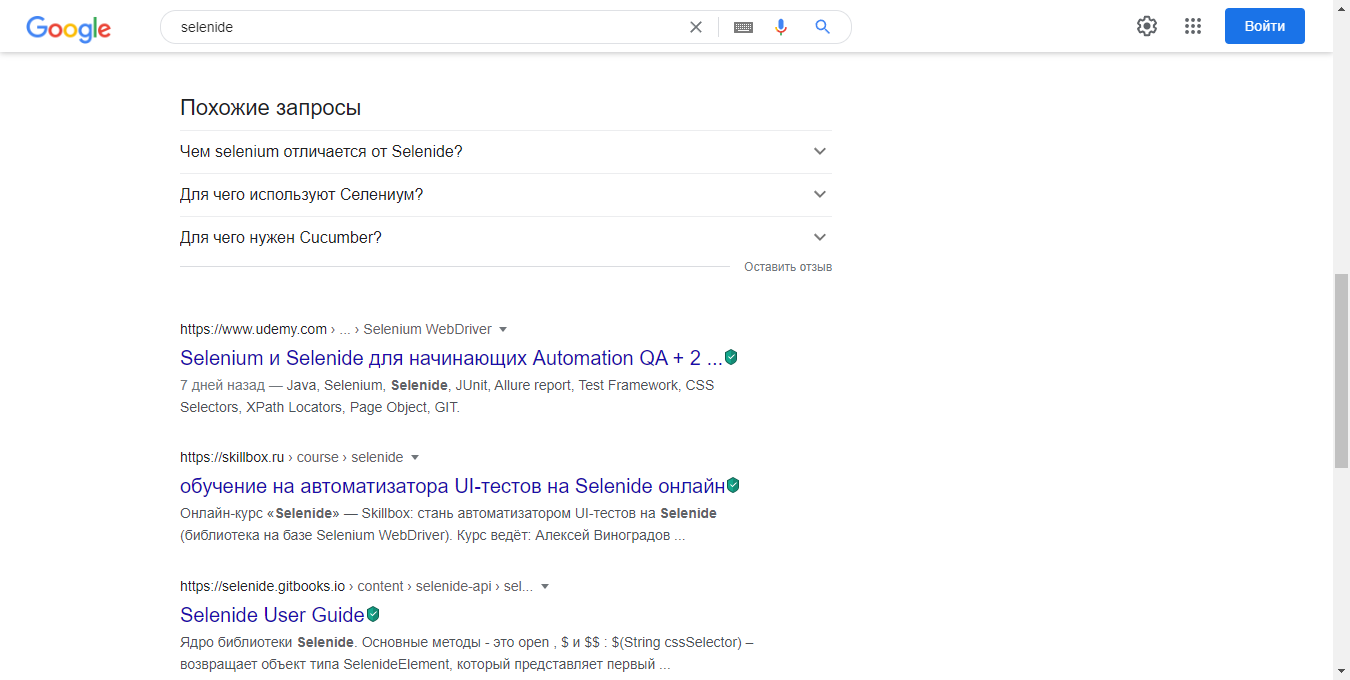 Google
selenide
Войти
Похожие запросы
Чем selenium отличается от Selenide?
Для чего используют Селениум?
Для чего нужен Cucumber?
Оставить отзыв
https://www.udemy.com › ... › Selenium WebDriver
Selenium и Selenide для начинающих Automation QA + 2 ...
7 дней назад — Java, Selenium, Selenide, JUnit, Allure report, Test Framework, CSS
Selectors, XPath Locators, Page Object, GIT.
https://skillbox.ru › course › selenide
обучение на автоматизатора UI-тестов на Selenide онлайн
Онлайн-курс «Selenide» — Skillbox: стань автоматизатором UI-тестов на Selenide
(библиотека на базе Selenium WebDriver). Курс ведёт: Алексей Виноградов ...
https://selenide.gitbooks.io › content › selenide-api › sel...
Selenide User Guide
Ядро библиотеки Selenide. Основные методы - это open , $ и $$ : $(String cssSelector) –
возвращает объект типа SelenideElement, который представляет первый ...